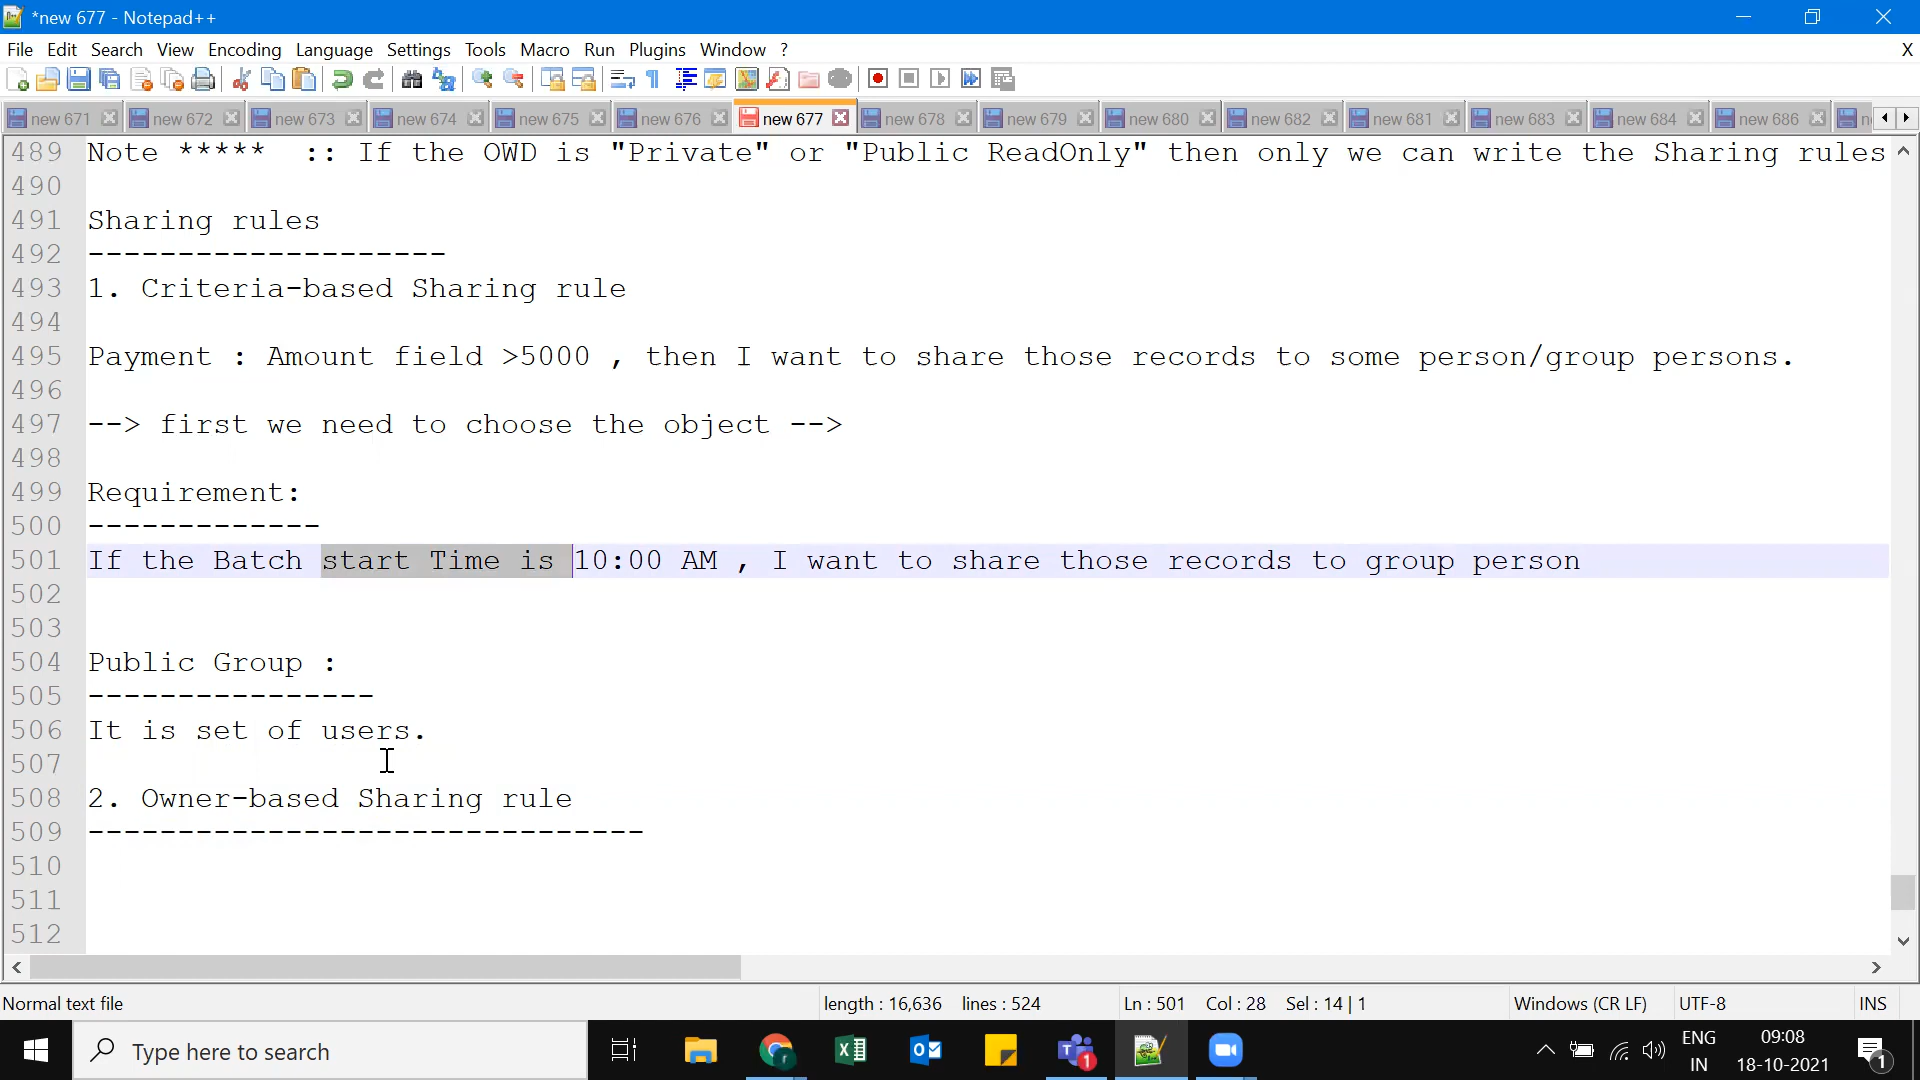 *new 677 - Notepad++
File Edit Search View Encoding Language Settings Tools Macro Run Plugins Window ? X
new 671 new 672 new 673 new 674 new 675 new 676 new 677 new 678 new 679 new 680 new 682 new 681 new 683 new 684 new 686
489 Note ***** :: If the OWD is "Private" or "Public ReadOnly" then only we can write the Sharing rules
490
491 Sharing rules
492 --------------------
493 1. Criteria-based Sharing rule
494
495 Payment : Amount field >5000 , then I want to share those records to some person/group persons.
496
497 --> first we need to choose the object -->
498
499 Requirement:
500 -------------
501 If the Batch start Time is 10:00 AM , I want to share those records to group person
502
503
504 Public Group :
505 ----------------
506 It is set of users.
507
508 2. Owner-based Sharing rule
509 -------------------------------
510
511
512
Normal text file length : 16,636 lines : 524 Ln : 501 Col : 28 Sel : 14 | 1 Windows (CR LF) UTF-8 INS
Type here to search
ENG
IN
09:08
18-10-2021
1
1